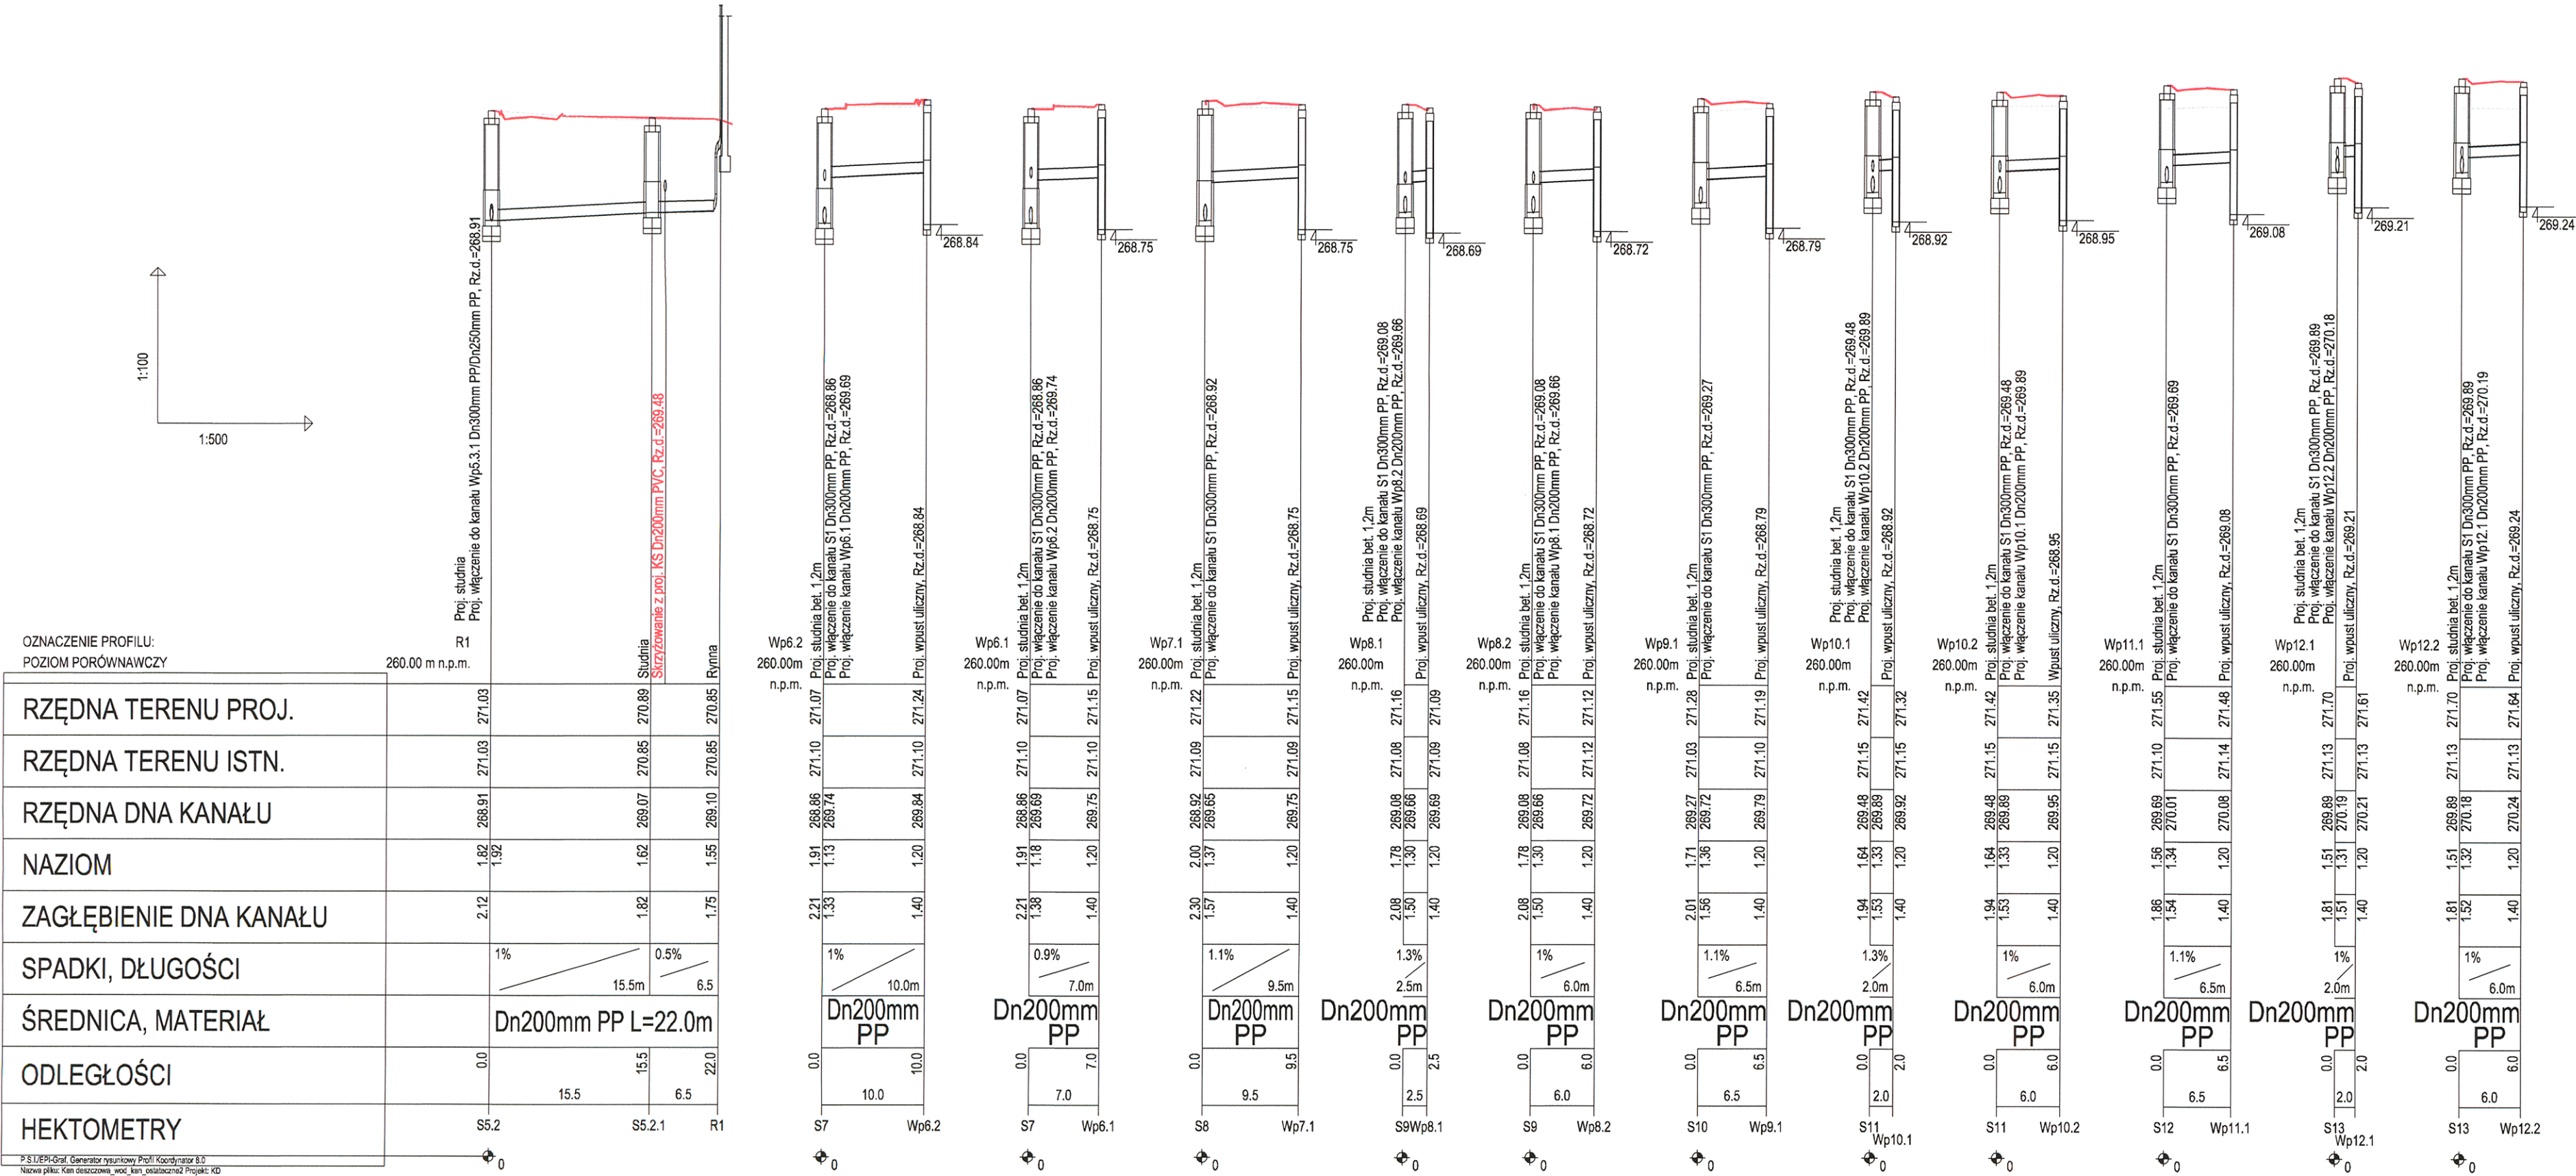 268.84
268.75
268.75
268.69
268.72
268.79
268.92
268.95
269.08
269.21
269.24
1:100
1:500
Proj. studnia
Proj. włączenie do kanału Wp5.3.1 Dn300mm PP/Dn250mm PP, Rz.d.=268.91
Studnia
Skrzyżowanie z proj. KS Dn200mm PVC, Rz.d.=269.48
Rynna
Proj. studnia bet. 1,2m
Proj. włączenie do kanału S1 Dn300mm PP, Rz.d.=268.86
Proj. włączenie kanału Wp6.1 Dn200mm PP, Rz.d.=269.69
Proj. wpust uliczny, Rz.d.=268.84
Proj. studnia bet. 1,2m
Proj. włączenie do kanału S1 Dn300mm PP, Rz.d.=268.86
Proj. włączenie kanału Wp6.2 Dn200mm PP, Rz.d.=269.74
Proj. wpust uliczny, Rz.d.=268.75
Proj. studnia bet. 1,2m
Proj. włączenie do kanału S1 Dn300mm PP, Rz.d.=268.92
Proj. wpust uliczny, Rz.d.=268.75
Proj. studnia bet. 1,2m
Proj. włączenie do kanału S1 Dn300mm PP, Rz.d.=269.08
Proj. włączenie kanału Wp8.2 Dn200mm PP, Rz.d.=269.66
Proj. wpust uliczny, Rz.d.=268.69
Proj. studnia bet. 1,2m
Proj. włączenie do kanału S1 Dn300mm PP, Rz.d.=269.08
Proj. włączenie kanału Wp8.1 Dn200mm PP, Rz.d.=269.66
Proj. wpust uliczny, Rz.d.=268.72
Proj. studnia bet. 1,2m
Proj. włączenie do kanału S1 Dn300mm PP, Rz.d.=269.27
Proj. wpust uliczny, Rz.d.=268.79
Proj. studnia bet. 1,2m
Proj. włączenie do kanału S1 Dn300mm PP, Rz.d.=269.48
Proj. włączenie kanału Wp10.2 Dn200mm PP, Rz.d.=269.89
Proj. wpust uliczny, Rz.d.=268.92
Proj. studnia bet. 1,2m
Proj. włączenie do kanału S1 Dn300mm PP, Rz.d.=269.48
Proj. włączenie kanału Wp10.1 Dn200mm PP, Rz.d.=269.89
Wpust uliczny, Rz.d.=268.95
Proj. studnia bet. 1,2m
Proj. włączenie do kanału S1 Dn300mm PP, Rz.d.=269.69
Proj. wpust uliczny, Rz.d.=269.08
Proj. studnia bet. 1,2m
Proj. włączenie do kanału S1 Dn300mm PP, Rz.d.=269.89
Proj. włączenie kanału Wp12.2 Dn200mm PP, Rz.d.=270.18
Proj. wpust uliczny, Rz.d.=269.21
Proj. studnia bet. 1,2m
Proj. włączenie do kanału S1 Dn300mm PP, Rz.d.=269.89
Proj. włączenie kanału Wp12.1 Dn200mm PP, Rz.d.=270.19
Proj. wpust uliczny, Rz.d.=269.24
OZNACZENIE PROFILU: R1 Wp6.2 Wp6.1 Wp7.1 Wp8.1 Wp8.2 Wp9.1 Wp10.1 Wp10.2 Wp11.1 Wp12.1 Wp12.2
POZIOM PORÓWNAWCZY 260.00 m n.p.m. 260.00m 260.00m 260.00m 260.00m 260.00m 260.00m 260.00m 260.00m 260.00m 260.00m 260.00m
n.p.m. n.p.m. n.p.m. n.p.m. n.p.m. n.p.m. n.p.m. n.p.m. n.p.m. n.p.m. n.p.m.
RZĘDNA TERENU PROJ. 271.03 270.89 270.85 271.07 271.24 271.07 271.15 271.22 271.15 271.16 271.09 271.16 271.12 271.28 271.19 271.42 271.32 271.42 271.35 271.55 271.48 271.70 271.61 271.70 271.64
RZĘDNA TERENU ISTN. 271.03 270.85 270.85 271.10 271.10 271.10 271.10 271.09 271.09 271.08 271.09 271.08 271.12 271.03 271.10 271.15 271.15 271.15 271.15 271.10 271.14 271.13 271.13 271.13 271.13
RZĘDNA DNA KANAŁU 268.91 269.07 269.10 268.86 269.74 269.84 268.86 269.69 269.75 268.92 269.65 269.75 269.08 269.66 269.69 269.08 269.66 269.72 269.27 269.72 269.79 269.48 269.89 269.92 269.48 269.89 269.95 269.69 270.01 270.08 269.89 270.19 270.21 269.89 270.18 270.24
NAZIOM 1.82 1.92 1.62 1.55 1.91 1.13 1.20 1.91 1.18 1.20 2.00 1.37 1.20 1.78 1.30 1.20 1.78 1.30 1.20 1.71 1.36 1.20 1.64 1.33 1.20 1.64 1.33 1.20 1.56 1.34 1.20 1.51 1.31 1.20 1.51 1.32 1.20
ZAGŁĘBIENIE DNA KANAŁU 2.12 1.82 1.75 2.21 1.33 1.40 2.21 1.38 1.40 2.30 1.57 1.40 2.08 1.50 1.40 2.08 1.50 1.40 2.01 1.56 1.40 1.94 1.53 1.40 1.94 1.53 1.40 1.86 1.54 1.40 1.81 1.51 1.40 1.81 1.52 1.40
1% 0.5% 1% 0.9% 1.1% 1.3% 1% 1.1% 1.3% 1% 1.1% 1% 1%
SPADKI, DŁUGOŚCI 15.5m 6.5 10.0m 7.0m 9.5m 2.5m 6.0m 6.5m 2.0m 6.0m 6.5m 2.0m 6.0m
ŚREDNICA, MATERIAŁ Dn200mm PP L=22.0m Dn200mm Dn200mm Dn200mm Dn200mm Dn200mm Dn200mm Dn200mm Dn200mm Dn200mm Dn200mm Dn200mm
PP PP PP PP PP PP PP PP PP PP PP
ODLEGŁOŚCI 0.0 15.5 22.0 0.0 10.0 0.0 7.0 0.0 9.5 0.0 2.5 0.0 6.0 0.0 6.5 0.0 2.0 0.0 6.0 0.0 6.5 0.0 2.0 0.0 6.0
15.5 6.5 10.0 7.0 9.5 2.5 6.0 6.5 2.0 6.0 6.5 2.0 6.0
HEKTOMETRY S5.2 S5.2.1 R1 S7 Wp6.2 S7 Wp6.1 S8 Wp7.1 S9 Wp8.1 S9 Wp8.2 S10 Wp9.1 S11 Wp10.1 S11 Wp10.2 S12 Wp11.1 S13 Wp12.1 S13 Wp12.2
0 0 0 0 0 0 0 0 0 0 0 0
P.S.I./EPI-Graf, Generator rysunkowy Profil Koordynator 8.0
Nazwa pliku: Kan deszczowa_wod_kan_ostateczne2 Projekt: KD